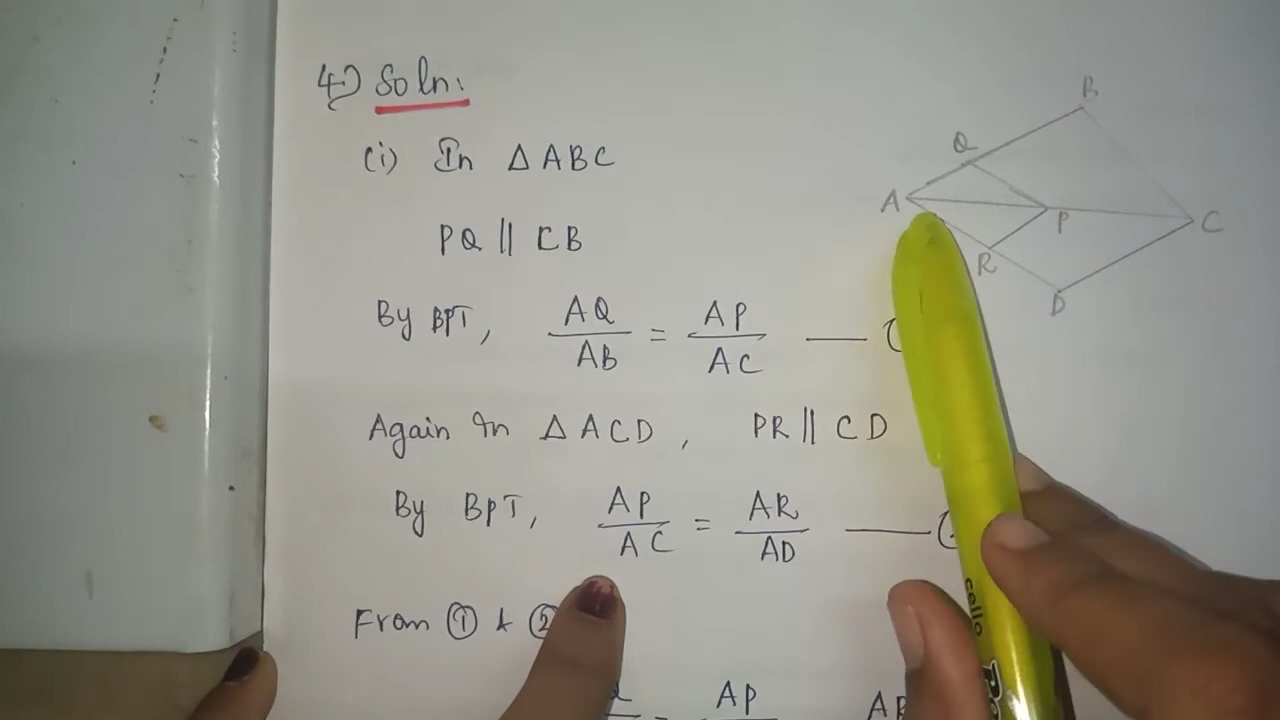 4) Soln:
(i) In △ ABC
PQ || CB
By BPT, AQ/AB = AP/AC
Again In △ ACD, PR || CD
By BPT, AP/AC = AR/AD
From ① & ②
AP
B
Q
A
P
C
R
D
cello